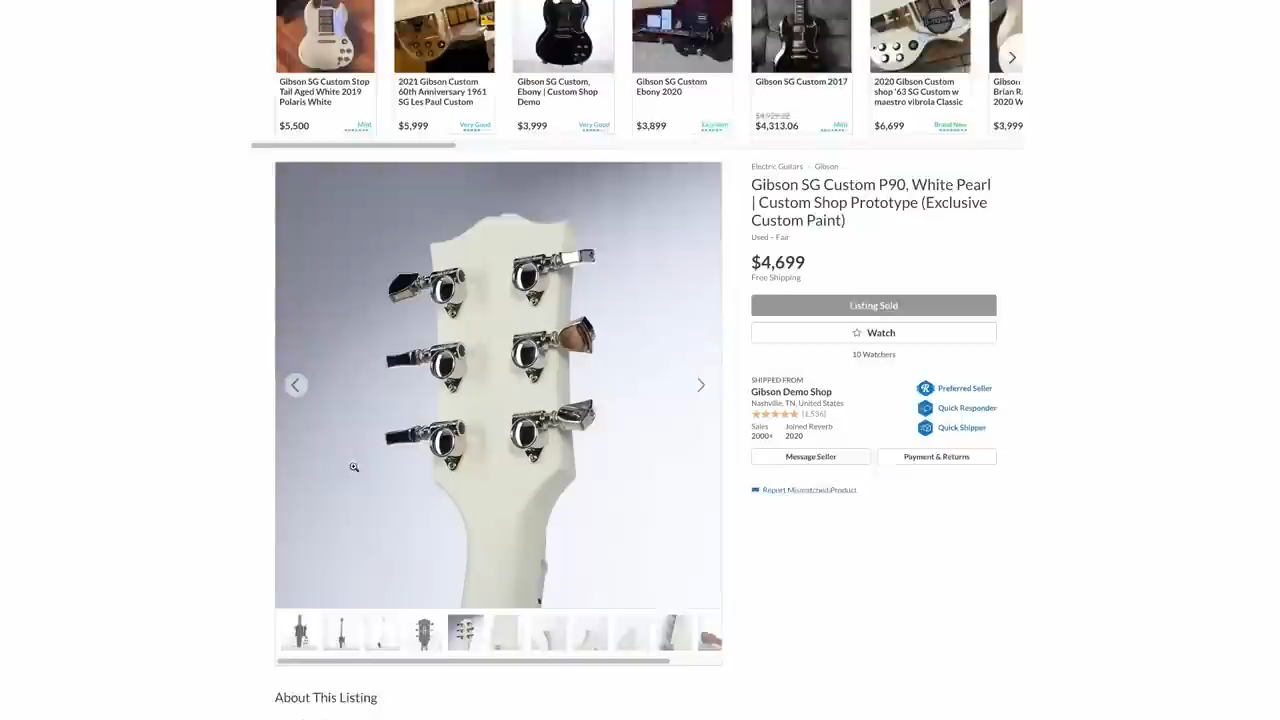 Gibson SG Custom Stop
Tail Aged White 2019
Polaris White
$5,500
Mint
2021 Gibson Custom
60th Anniversary 1961
SG Les Paul Custom
$5,999
Very Good
Gibson SG Custom,
Ebony | Custom Shop
Demo
$3,999
Very Good
Gibson SG Custom
Ebony 2020
$3,899
Excellent
Gibson SG Custom 2017
$4,313.06
Mint
2020 Gibson Custom
shop '63 SG Custom w
maestro vibrola Classic
$6,699
Brand New
Gibson
Brian R
2020 W
$3,999
Electric Guitars
Gibson
Gibson SG Custom P90, White Pearl
| Custom Shop Prototype (Exclusive
Custom Paint)
Used – Fair
$4,699
Free Shipping
Listing Sold
Watch
10 Watchers
SHIPPED FROM
Gibson Demo Shop
Nashville, TN, United States
(1,536)
Sales
Joined Reverb
2000+
2020
Preferred Seller
Quick Responder
Quick Shipper
Message Seller
Payment & Returns
Report Mismatched Product
About This Listing